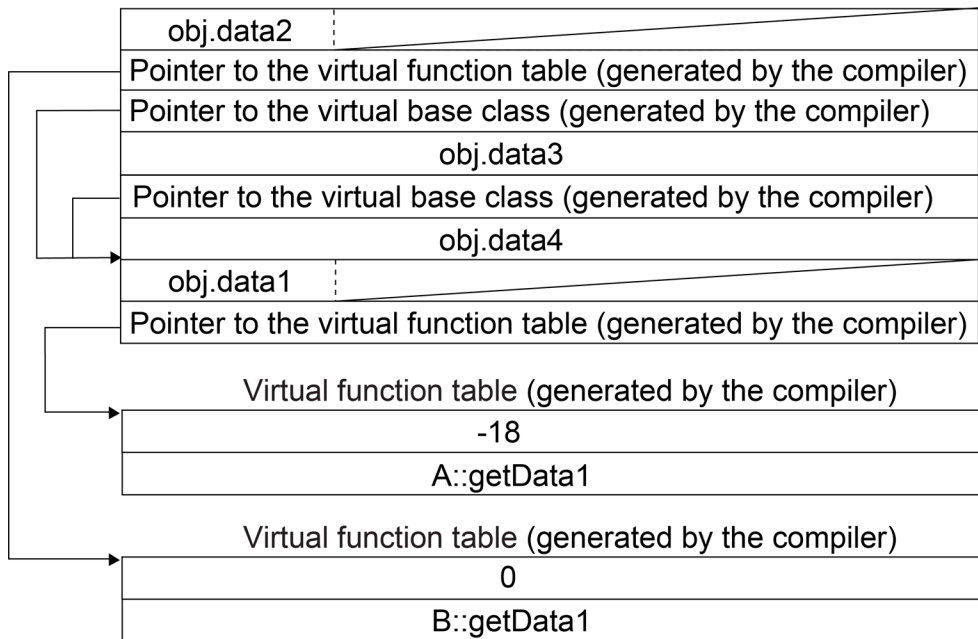 obj.data2
Pointer to the virtual function table (generated by the compiler)
Pointer to the virtual base class (generated by the compiler)
obj.data3
Pointer to the virtual base class (generated by the compiler)
obj.data4
obj.data1
Pointer to the virtual function table (generated by the compiler)
Virtual function table (generated by the compiler)
-18
A::getData1
Virtual function table (generated by the compiler)
0
B::getData1